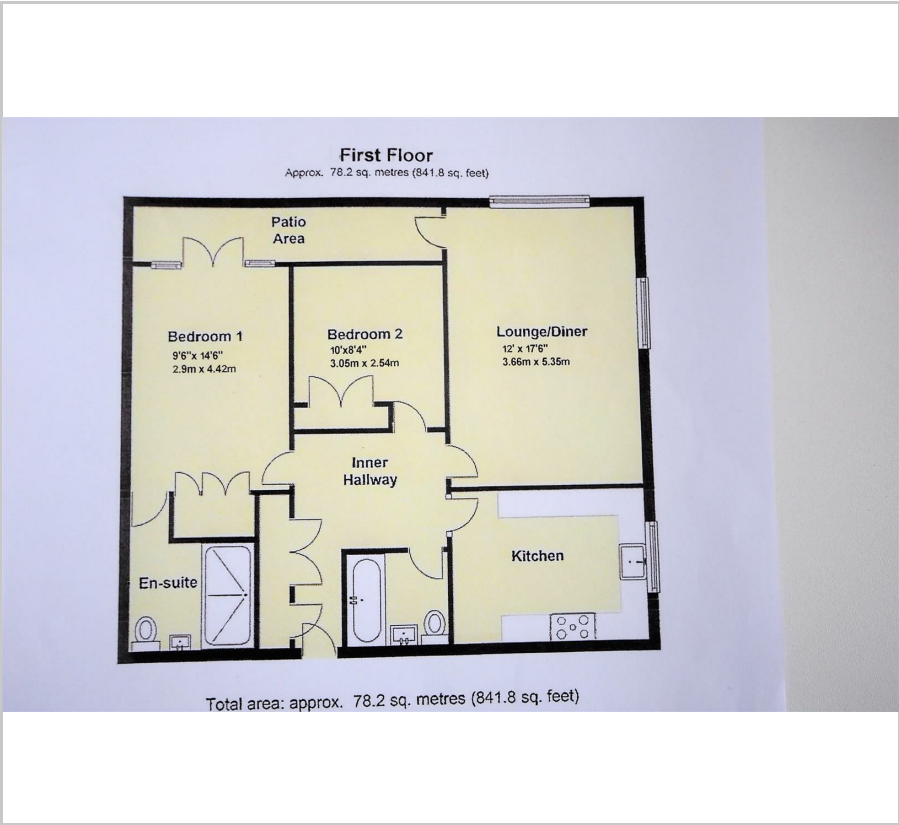 First Floor
Approx. 78.2 sq. metres (841.8 sq. feet)
Patio
Area
Bedroom 1
9'6"x 14'6"
2.9m x 4.42m
Bedroom 2
10'x8'4"
3.05m x 2.54m
Lounge/Diner
12' x 17'6"
3.66m x 5.35m
Inner
Hallway
Kitchen
En-suite
Total area: approx. 78.2 sq. metres (841.8 sq. feet)